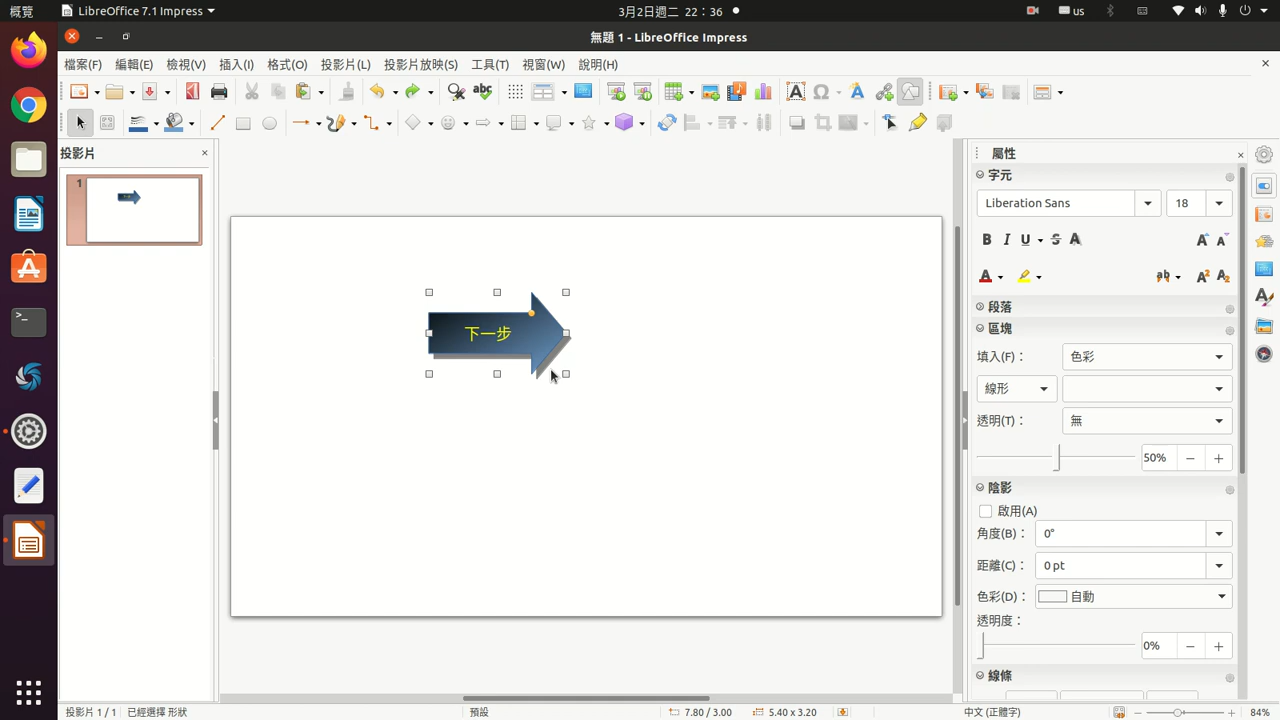 概覽
LibreOffice 7.1 Impress
3月2日週二 22：36
us
無題 1 - LibreOffice Impress
檔案(F)
編輯(E)
檢視(V)
插入(I)
格式(O)
投影片(L)
投影片放映(S)
工具(T)
視窗(W)
說明(H)
投影片
1
下一步
屬性
字元
Liberation Sans
18
段落
區塊
填入(F)：
色彩
線形
透明(T)：
無
50%
陰影
啟用(A)
角度(B)：
0°
距離(C)：
0 pt
色彩(D)：
自動
透明度：
0%
線條
投影片 1 / 1
已經選擇 形狀
預設
7.80 / 3.00
5.40 x 3.20
中文 (正體字)
84%